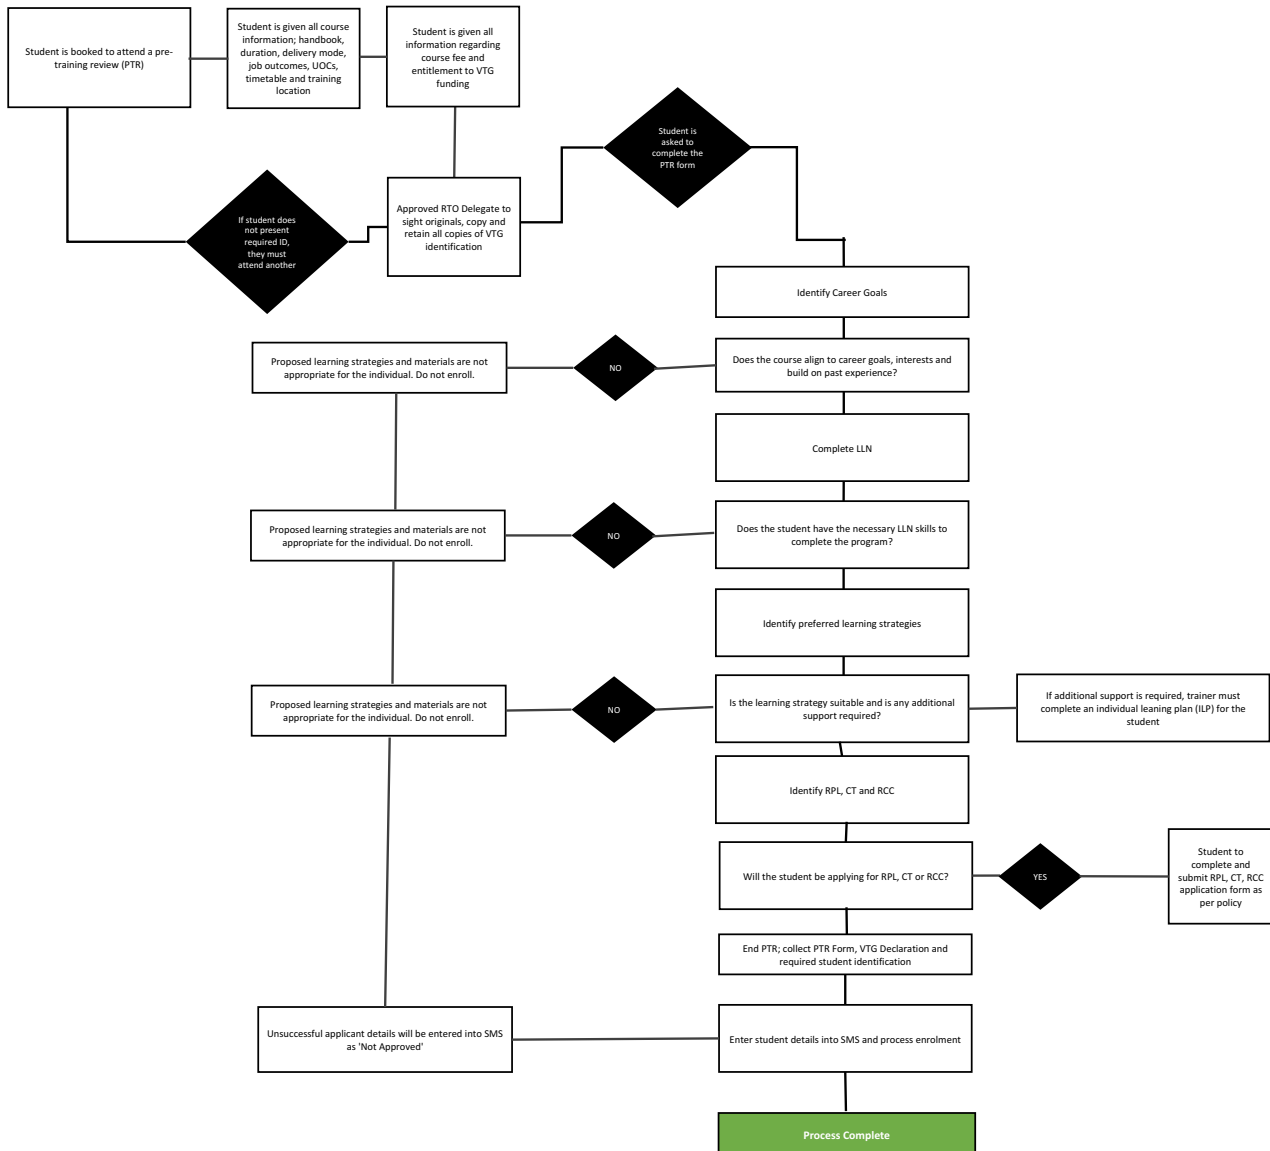 Student is booked to attend a pre-
training review (PTR)
Student is given all course
information; handbook,
duration, delivery mode,
job outcomes, UOCs,
timetable and training
location
Student is given all
information regarding
course fee and
entitlement to VTG
funding
Student is
asked to
complete the
PTR form
If student does
not present
required ID,
they must
attend another
Approved RTO Delegate to
sight originals, copy and
retain all copies of VTG
identification
Identify Career Goals
Proposed learning strategies and materials are not
appropriate for the individual. Do not enroll.
NO
Does the course align to career goals, interests and
build on past experience?
Complete LLN
Proposed learning strategies and materials are not
appropriate for the individual. Do not enroll.
NO
Does the student have the necessary LLN skills to
complete the program?
Identify preferred learning strategies
Proposed learning strategies and materials are not
appropriate for the individual. Do not enroll.
NO
Is the learning strategy suitable and is any additional
support required?
If additional support is required, trainer must
complete an individual leaning plan (ILP) for the
student
Identify RPL, CT and RCC
Will the student be applying for RPL, CT or RCC?
YES
Student to
complete and
submit RPL, CT, RCC
application form as
per policy
End PTR; collect PTR Form, VTG Declaration and
required student identification
Unsuccessful applicant details will be entered into SMS
as 'Not Approved'
Enter student details into SMS and process enrolment
Process Complete